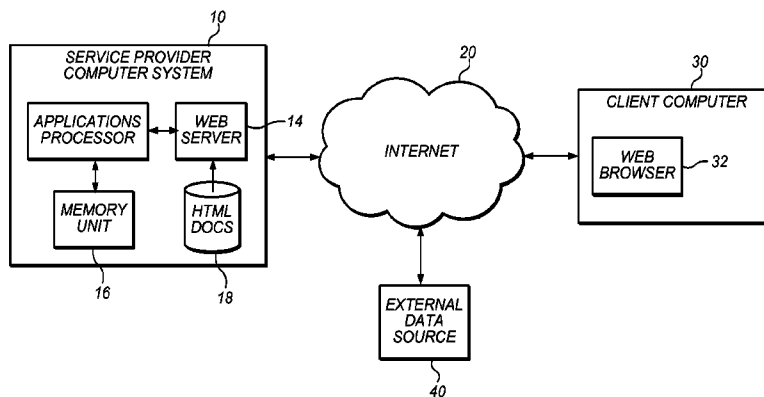 10
SERVICE PROVIDER
COMPUTER SYSTEM
APPLICATIONS
PROCESSOR
WEB
SERVER
14
MEMORY
UNIT
HTML
DOCS
16
18
20
INTERNET
EXTERNAL
DATA
SOURCE
40
30
CLIENT COMPUTER
WEB
BROWSER
32